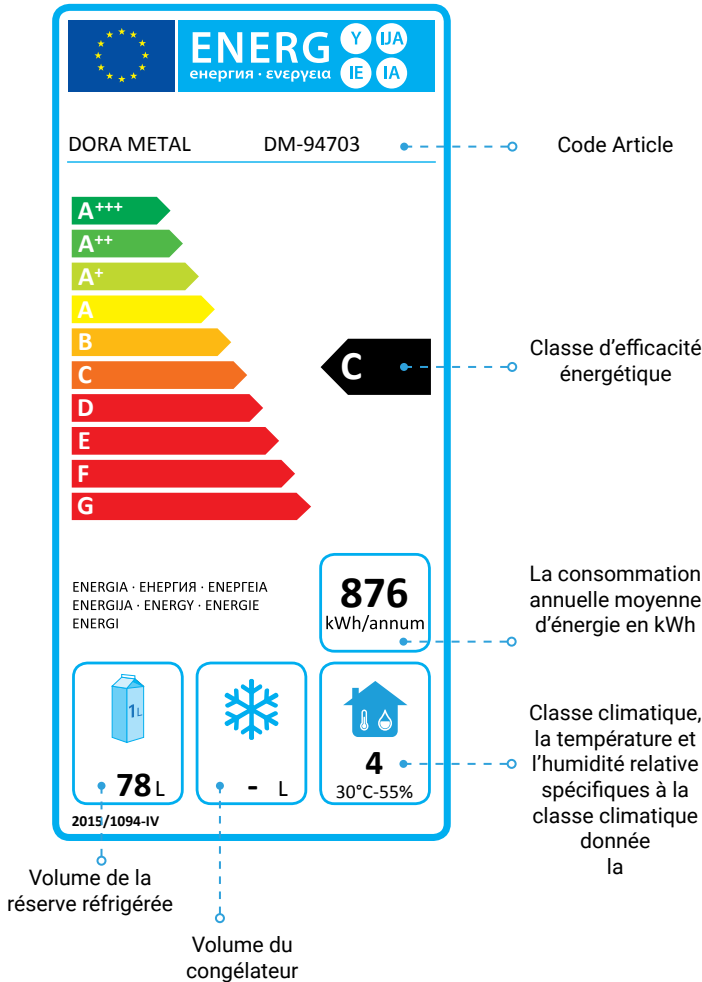 ENERG Y IJA
енергия · ενεργεια IE IA
DORA METAL DM-94703
Code Article
A+++
A++
A+
A
B
C
D
E
F
G
C
Classe d’efficacité
énergétique
ENERGIA · ЕНЕРГИЯ · ΕΝΕΡΓΕΙΑ
ENERGIJA · ENERGY · ENERGIE
ENERGI
876
kWh/annum
La consommation
annuelle moyenne
d’énergie en kWh
1L
78 L
- L
4
30°C-55%
Classe climatique,
la température et
l’humidité relative
spécifiques à la
classe climatique
donnée
la
2015/1094-IV
Volume de la
réserve réfrigérée
Volume du
congélateur